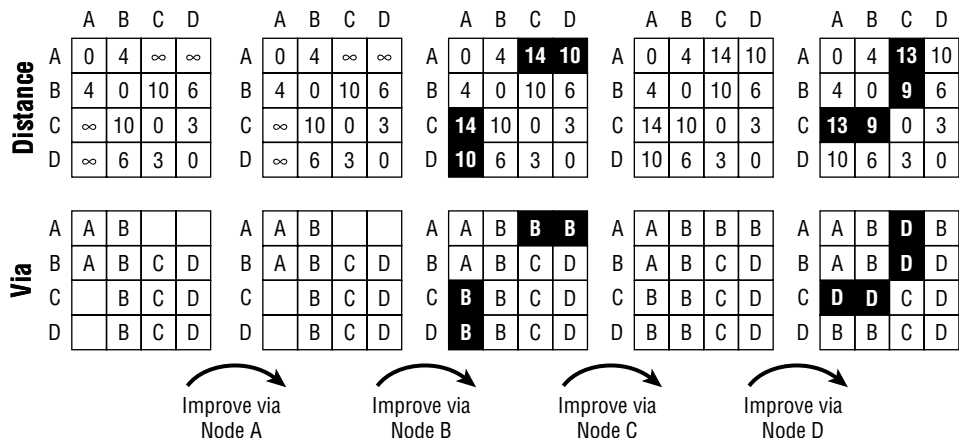 A B C D A B C D A B C D A B C D A B C D
Distance
A 0 4 ∞ ∞ A 0 4 ∞ ∞ A 0 4 14 10 A 0 4 14 10 A 0 4 13 10
B 4 0 10 6 B 4 0 10 6 B 4 0 10 6 B 4 0 10 6 B 4 0 9 6
C ∞ 10 0 3 C ∞ 10 0 3 C 14 10 0 3 C 14 10 0 3 C 13 9 0 3
D ∞ 6 3 0 D ∞ 6 3 0 D 10 6 3 0 D 10 6 3 0 D 10 6 3 0
Via
A A B A A B A A B B B A A B B B A A B D B
B A B C D B A B C D B A B C D B A B C D B A B D D
C B C D C B C D C B B C D C B B C D C D D C D
D B C D D B C D D B B C D D B B C D D B B C D
Improve via Improve via Improve via Improve via
Node A Node B Node C Node D